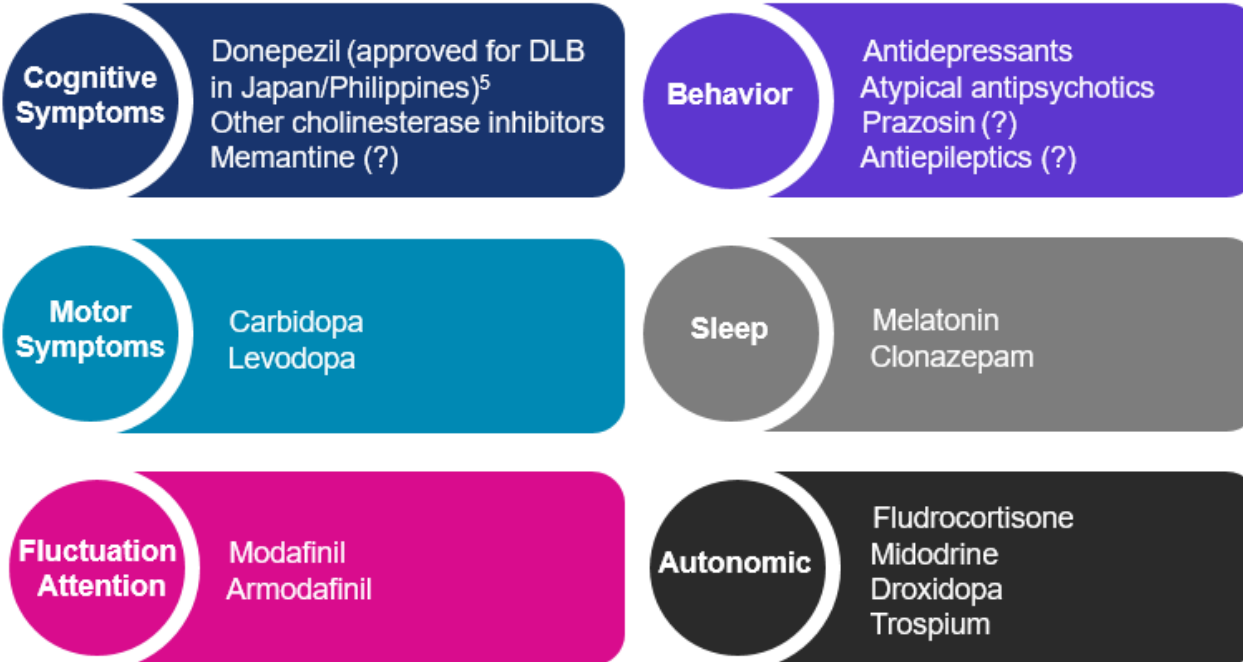 Cognitive
Symptoms
Donepezil (approved for DLB
in Japan/Philippines)⁵
Other cholinesterase inhibitors
Memantine (?)
Behavior
Antidepressants
Atypical antipsychotics
Prazosin (?)
Antiepileptics (?)
Motor
Symptoms
Carbidopa
Levodopa
Sleep
Melatonin
Clonazepam
Fluctuation
Attention
Modafinil
Armodafinil
Autonomic
Fludrocortisone
Midodrine
Droxidopa
Trospium